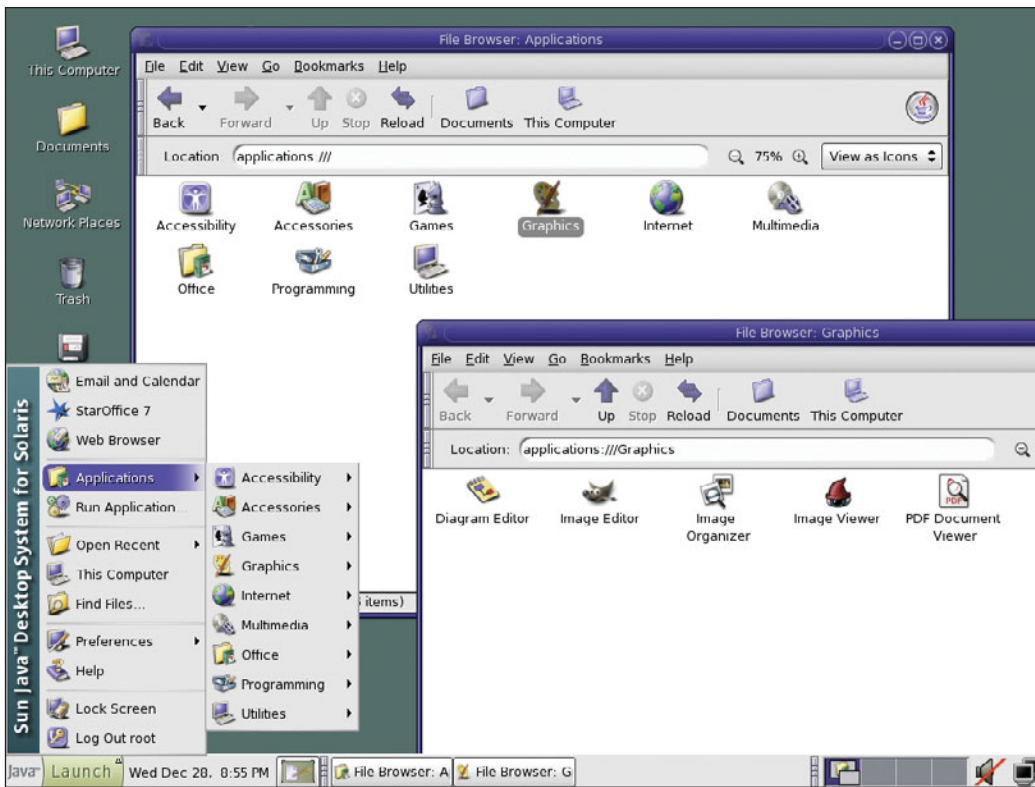 This Computer
Documents
Network Places
Trash
File Browser: Applications
File Edit View Go Bookmarks Help
Back Forward Up Stop Reload Documents This Computer
Location: applications:/// 75% View as Icons
Accessibility Accessories Games Graphics Internet Multimedia
Office Programming Utilities
items)
File Browser: Graphics
File Edit View Go Bookmarks Help
Back Forward Up Stop Reload Documents This Computer
Location: applications:///Graphics
Diagram Editor Image Editor Image Organizer Image Viewer PDF Document Viewer
PDF
Sun Java™ Desktop System for Solaris
Email and Calendar
StarOffice 7
Web Browser
Applications
Run Application...
Open Recent
This Computer
Find Files...
Preferences
Help
Lock Screen
Log Out root
Accessibility
Accessories
Games
Graphics
Internet
Multimedia
Office
Programming
Utilities
Java™ Launch Wed Dec 28, 8:55 PM File Browser: A File Browser: G